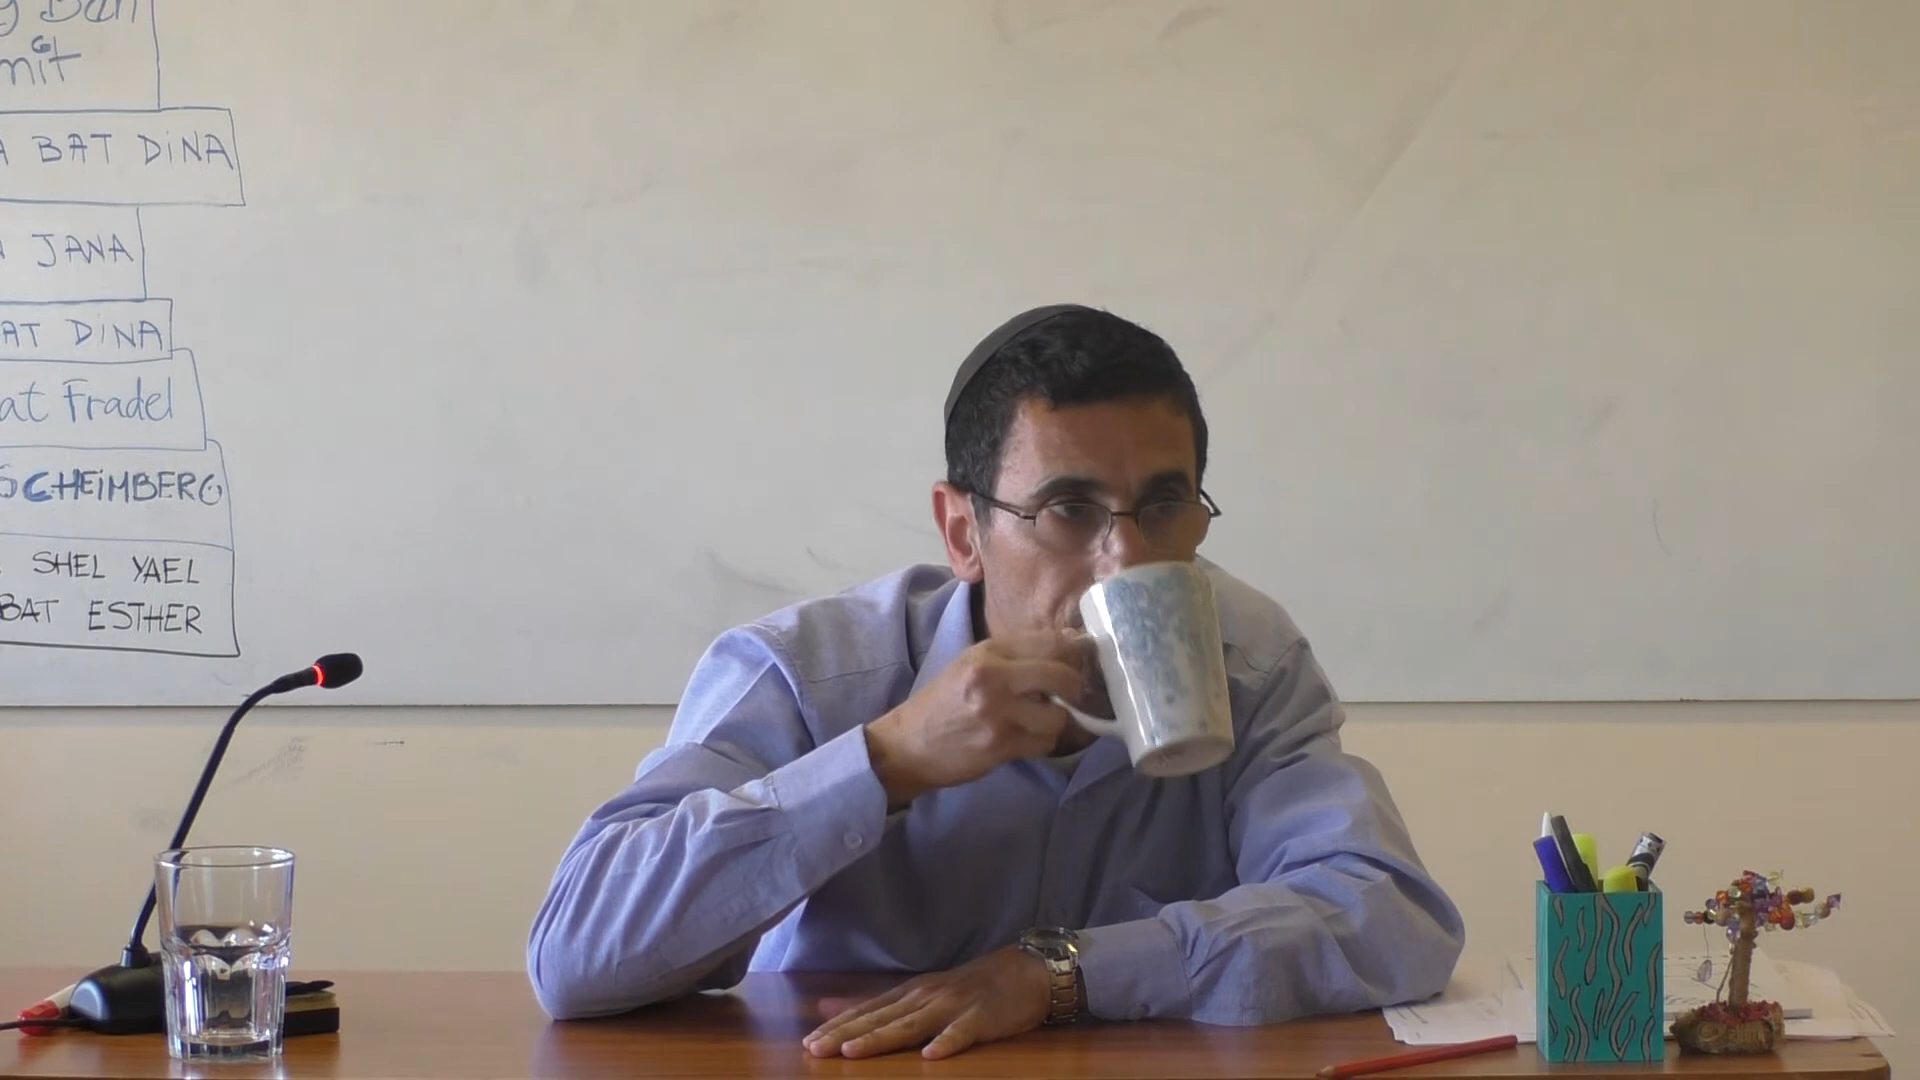 mit
BAT DINA
JANA
AT DINA
at Fradel
SCHEIMBERG
SHEL YAEL
BAT ESTHER